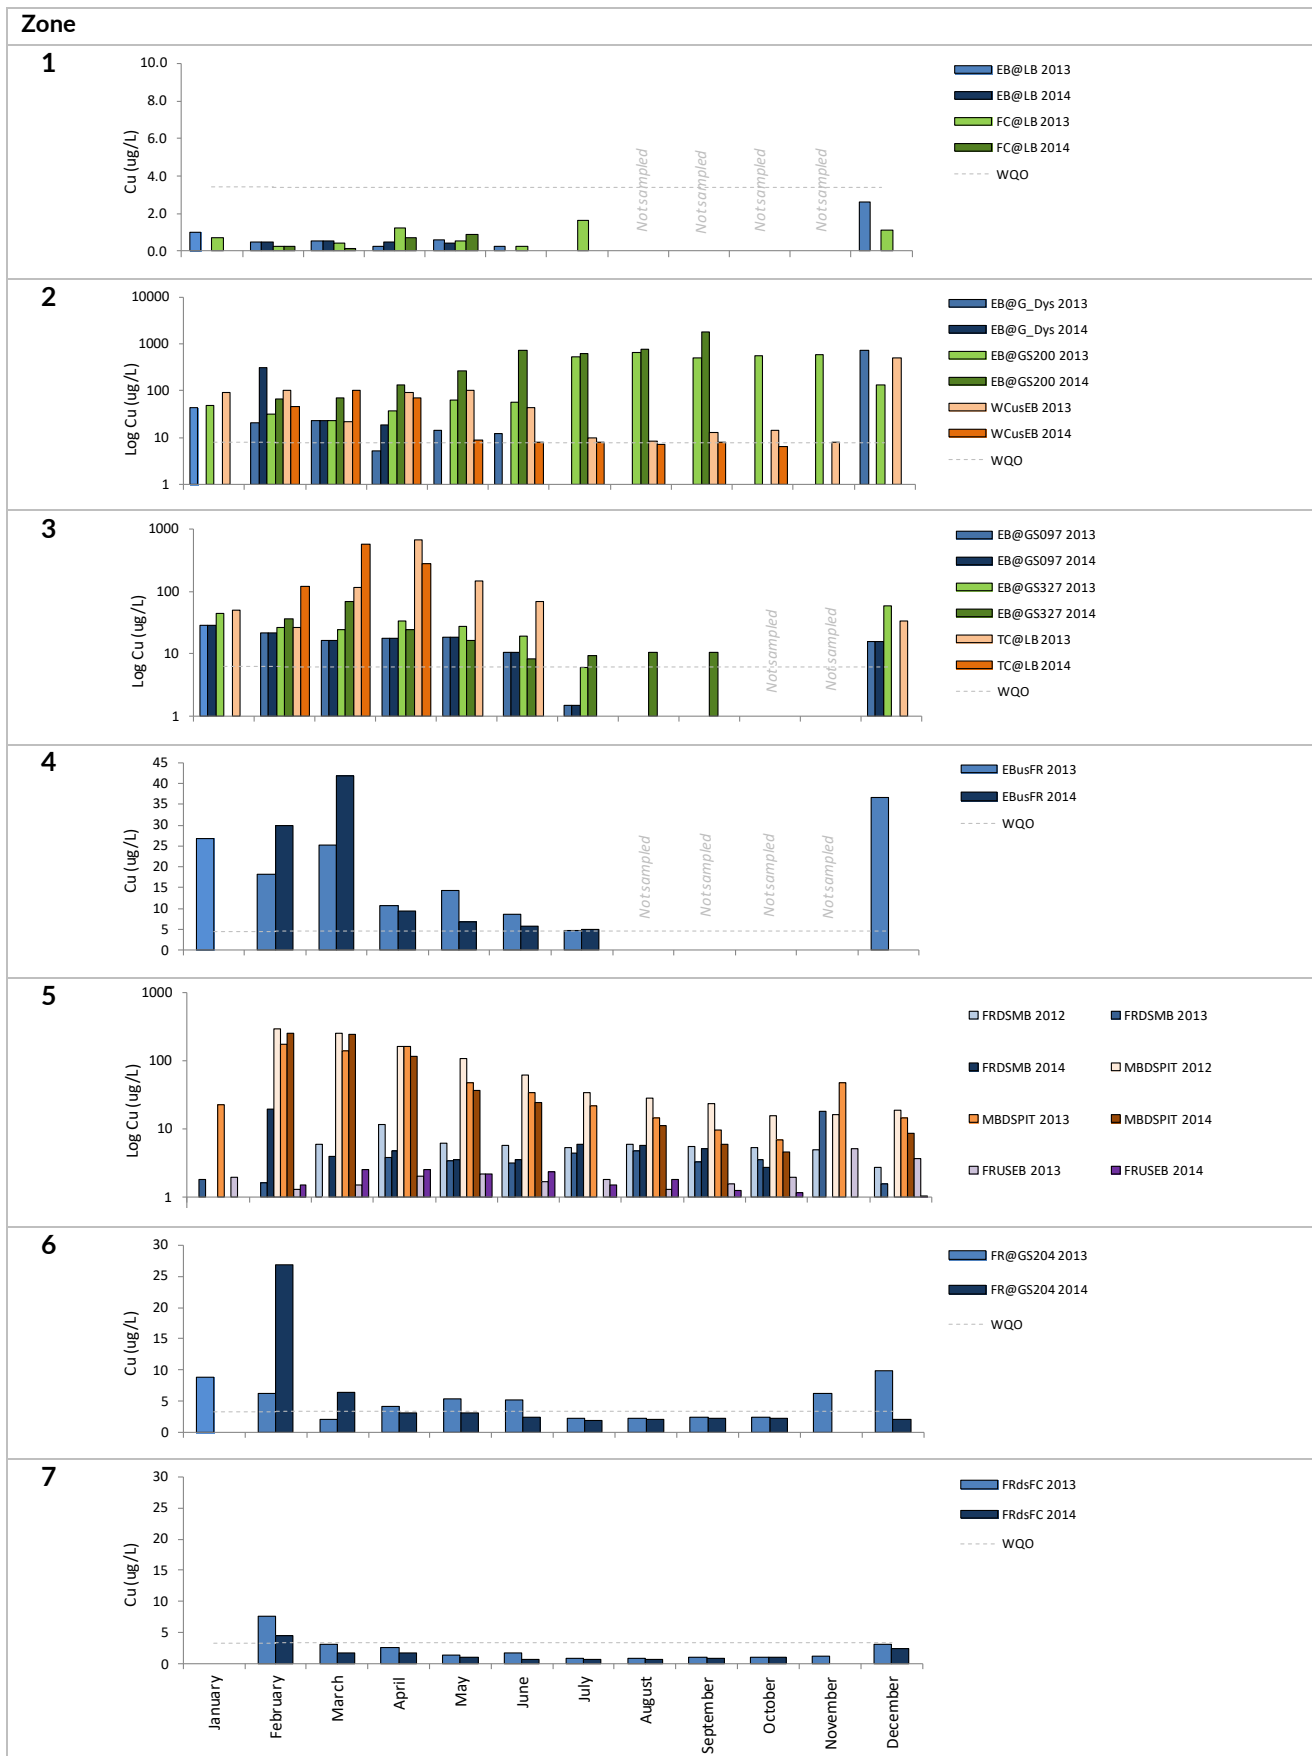 Zone
1
10.0
8.0
6.0
4.0
2.0
0.0
Cu (ug/L)
Not sampled
Not sampled
Not sampled
Not sampled
EB@LB 2013
EB@LB 2014
FC@LB 2013
FC@LB 2014
WQO
2
10000
1000
100
10
1
Log Cu (ug/L)
EB@G_Dys 2013
EB@G_Dys 2014
EB@GS200 2013
EB@GS200 2014
WCusEB 2013
WCusEB 2014
WQO
3
1000
100
10
1
Log Cu (ug/L)
Not sampled
Not sampled
EB@GS097 2013
EB@GS097 2014
EB@GS327 2013
EB@GS327 2014
TC@LB 2013
TC@LB 2014
WQO
4
45
40
35
30
25
20
15
10
5
0
Cu (ug/L)
Not sampled
Not sampled
Not sampled
Not sampled
EBusFR 2013
EBusFR 2014
WQO
5
1000
100
10
1
Log Cu (ug/L)
FRDSMB 2012 FRDSMB 2013
FRDSMB 2014 MBDSPIT 2012
MBDSPIT 2013 MBDSPIT 2014
FRUSEB 2013 FRUSEB 2014
6
30
25
20
15
10
5
0
Cu (ug/L)
FR@GS204 2013
FR@GS204 2014
WQO
7
30
25
20
15
10
5
0
Cu (ug/L)
FRdsFC 2013
FRdsFC 2014
WQO
January
February
March
April
May
June
July
August
September
October
November
December